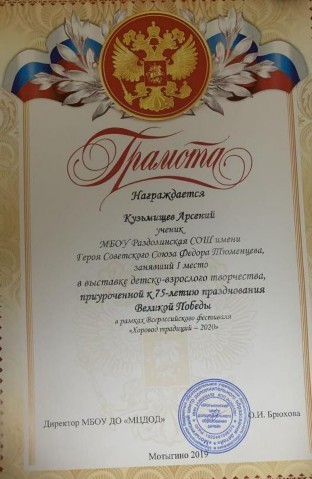 Грамота
Награждается
Кузьмищев Арсений
ученик
МБОУ Раздолинская СОШ имени
Героя Советского Союза Федора Тюменцева,
занявший I место
в выставке детско-взрослого творчества,
приуроченной к 75-летию празднования
Великой Победы
в рамках Всероссийского фестиваля
«Хоровод традиций – 2020»
Директор МБОУ ДО «МЦДОД» О.И. Брюхова
Мотыгино 2019